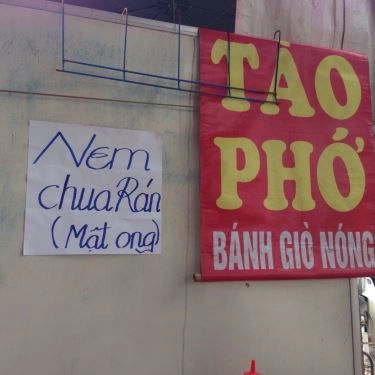 Nem
chua Rán
(Mật ong)
TÀO
PHỚ
BÁNH GIÒ NÓNG